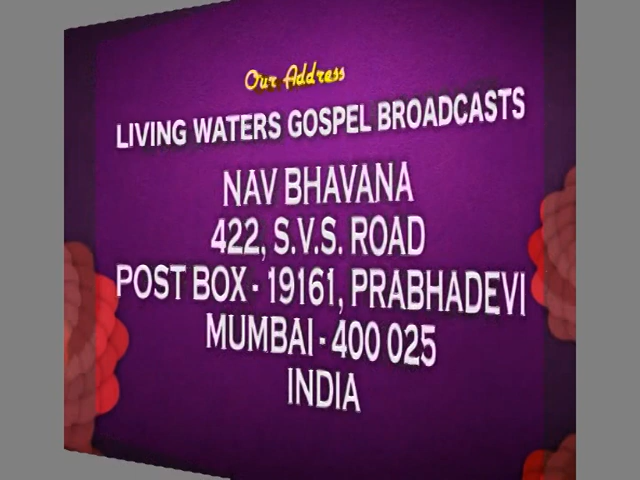 Our Address
LIVING WATERS GOSPEL BROADCASTS
NAV BHAVANA
422, S.V.S. ROAD
POST BOX - 19161, PRABHADEVI
MUMBAI - 400 025
INDIA